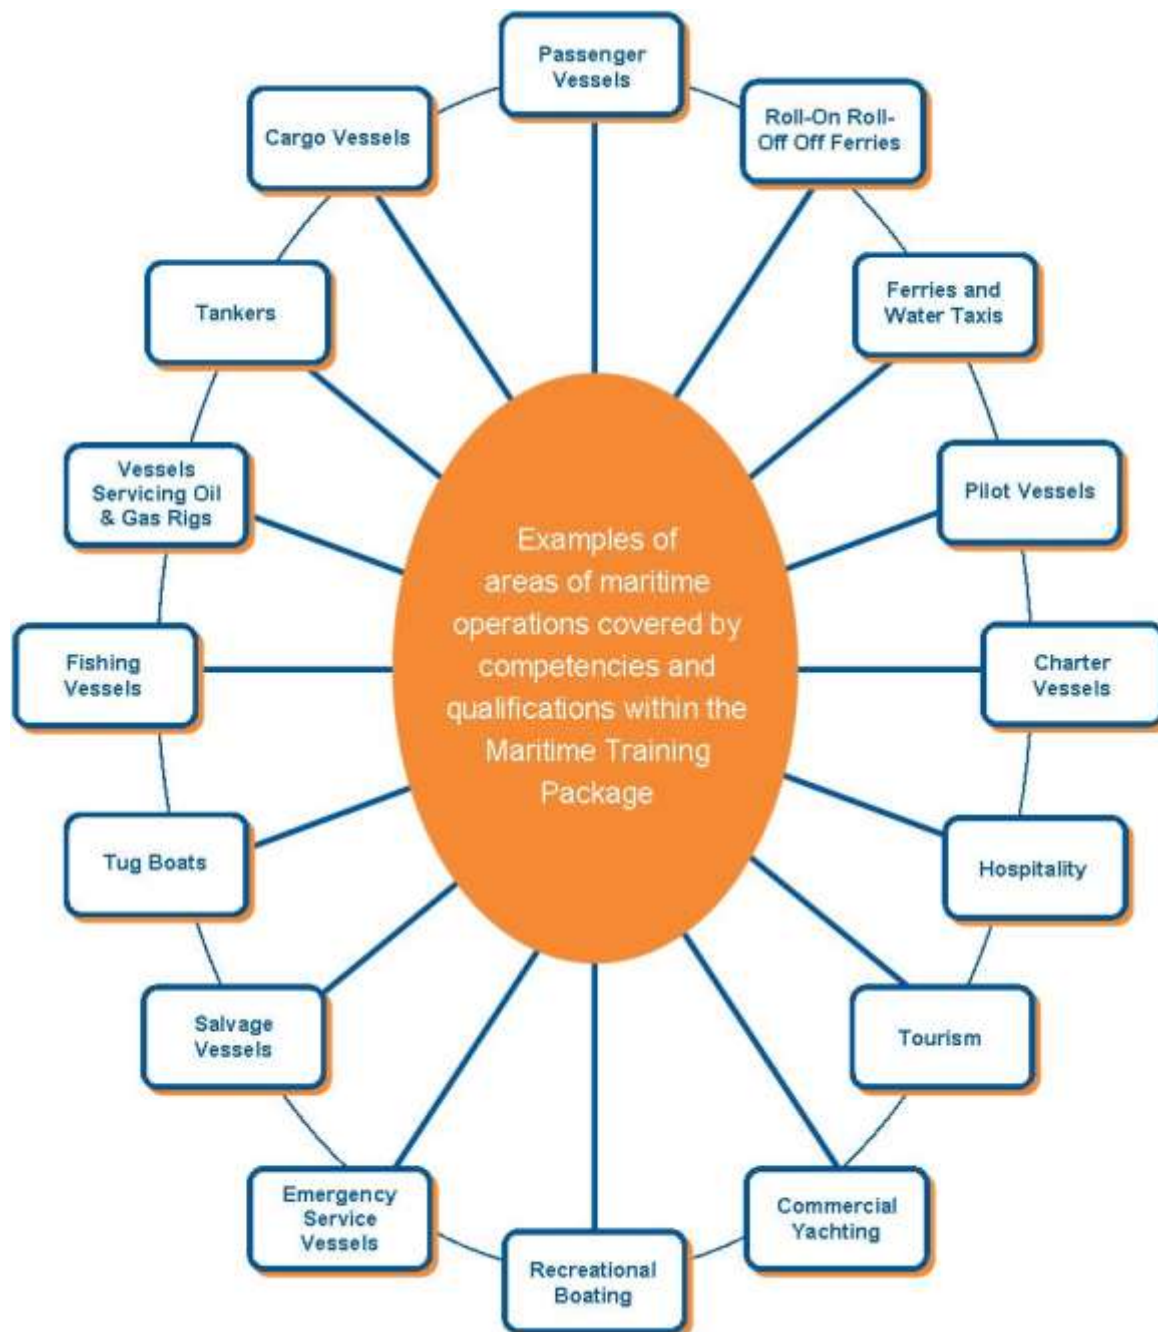 Passenger
Vessels
Roll-On Roll-
Off Off Ferries
Ferries and
Water Taxis
Pilot Vessels
Charter
Vessels
Hospitality
Tourism
Commercial
Yachting
Recreational
Boating
Emergency
Service
Vessels
Salvage
Vessels
Tug Boats
Fishing
Vessels
Vessels
Servicing Oil
& Gas Rigs
Tankers
Cargo Vessels
Examples of
areas of maritime
operations covered by
competencies and
qualifications within the
Maritime Training
Package